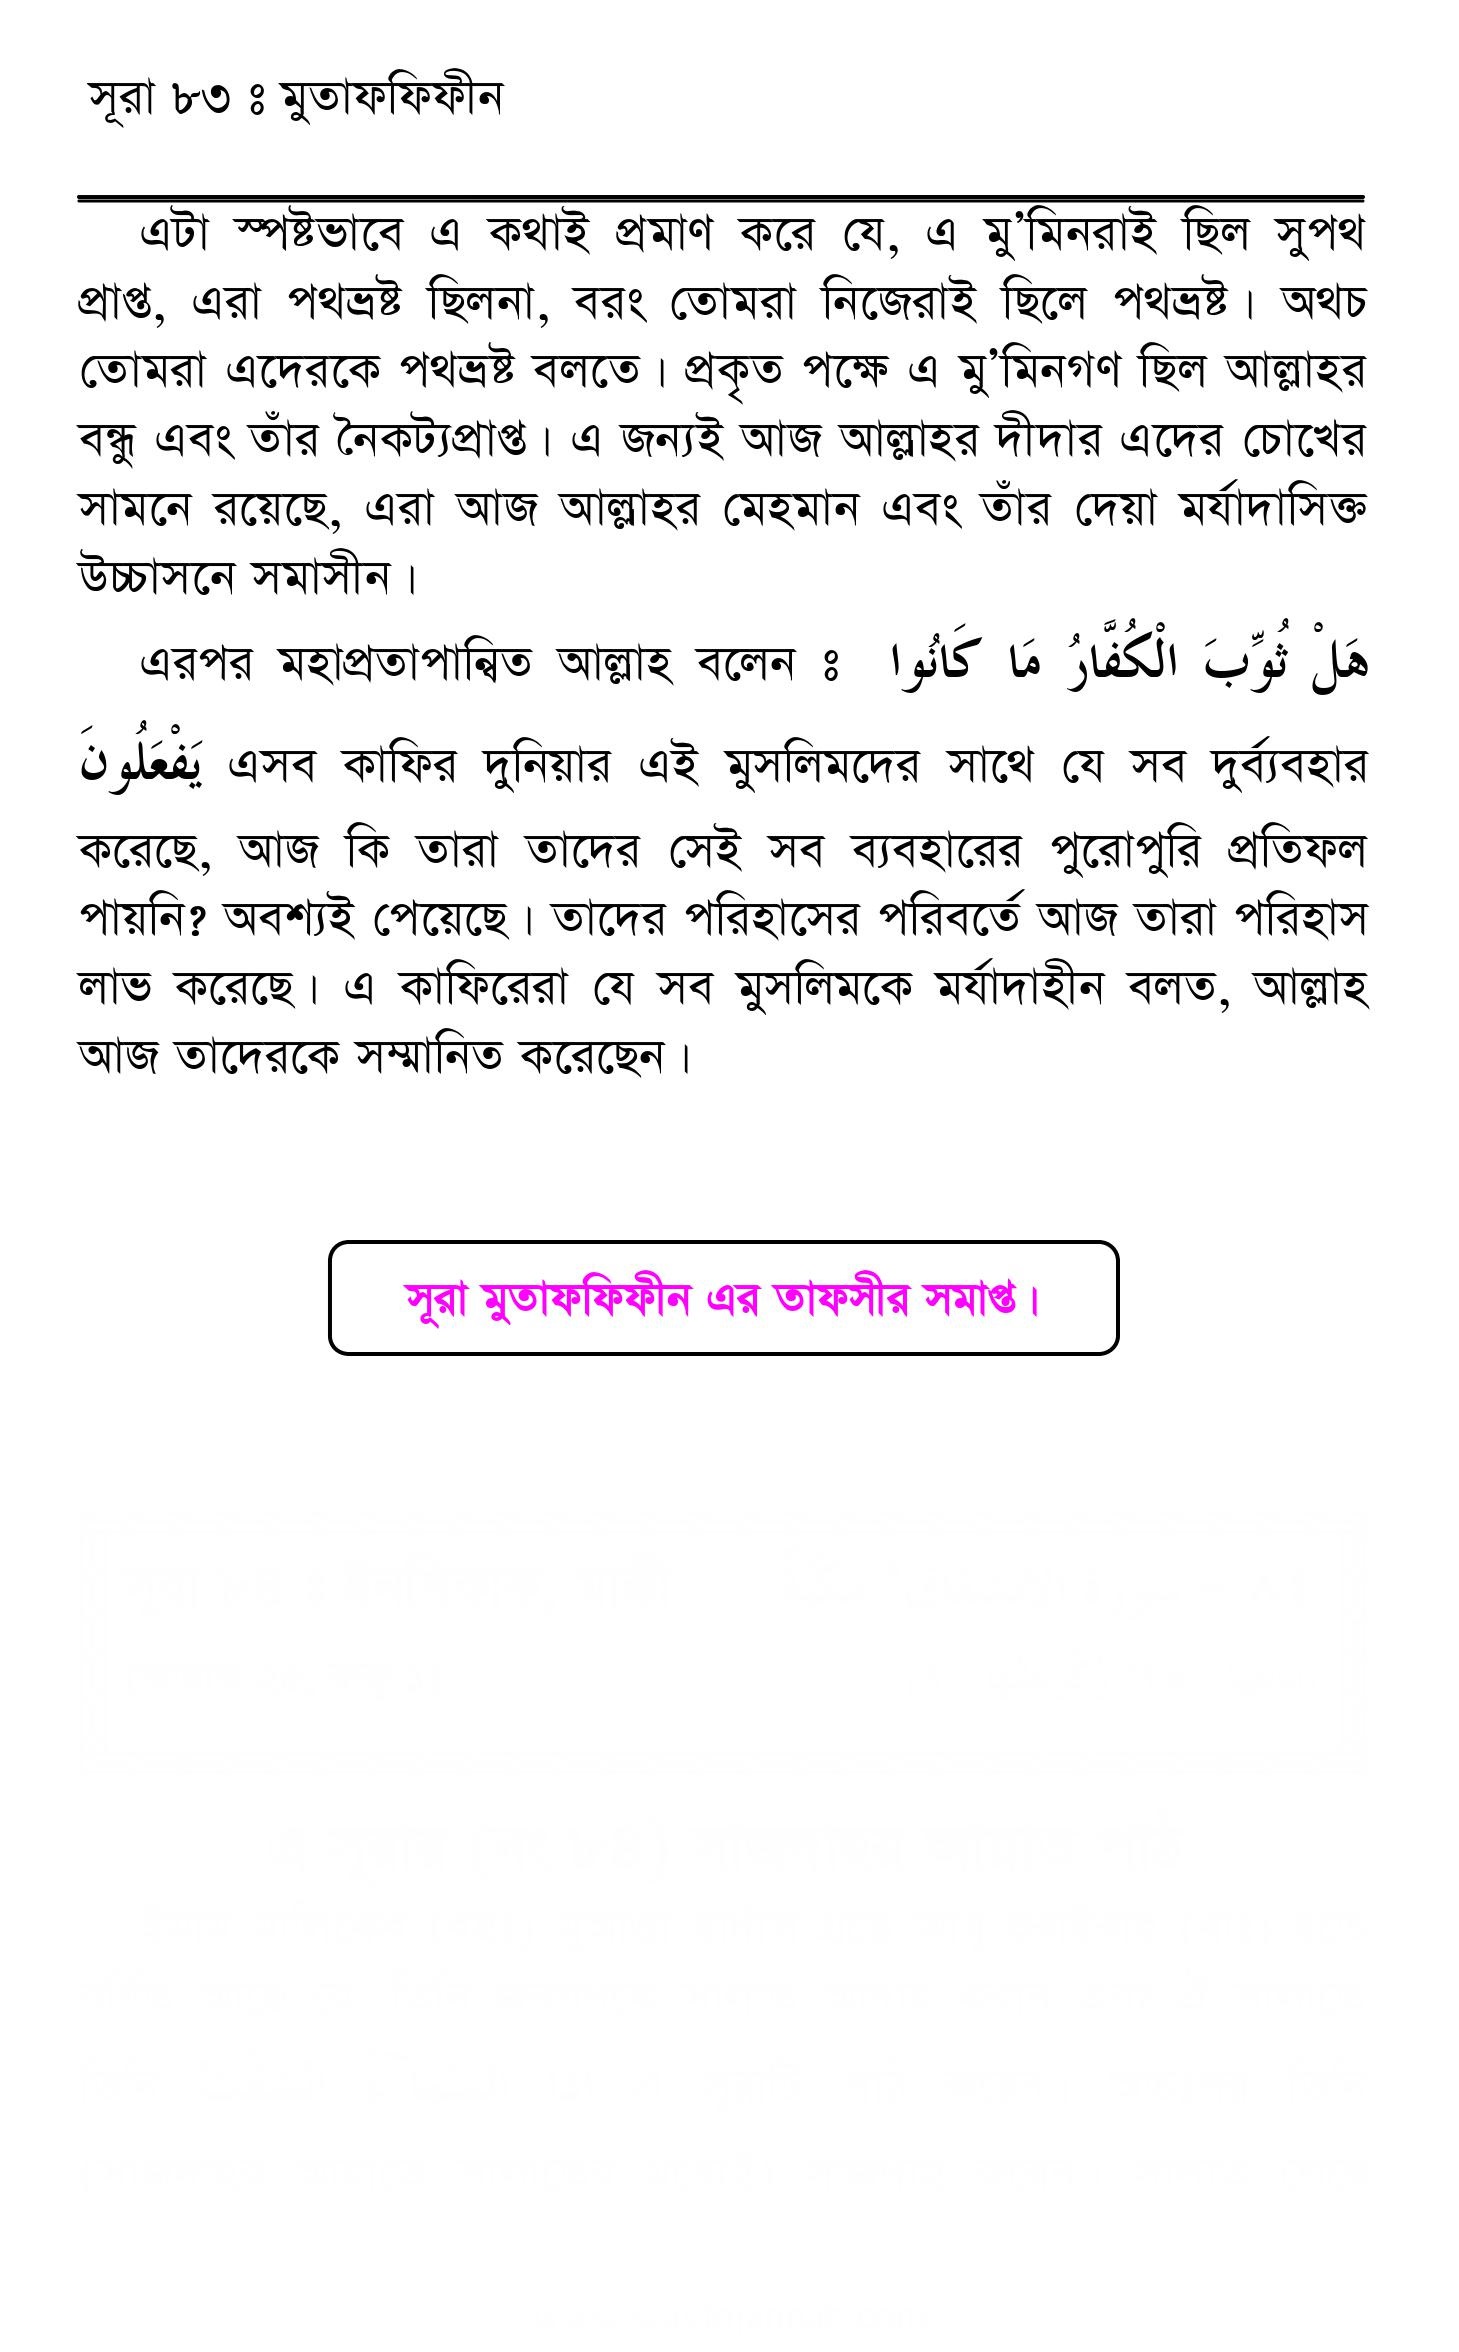 সূরা ৮৩ ঃ মুতাফফিফীন
এটা স্পষ্টভাবে এ কথাই প্রমাণ করে যে, এ মু’মিনরাই ছিল সুপথ
প্রাপ্ত, এরা পথভ্রষ্ট ছিলনা, বরং তোমরা নিজেরাই ছিলে পথভ্রষ্ট। অথচ
তোমরা এদেরকে পথভ্রষ্ট বলতে। প্রকৃত পক্ষে এ মু’মিনগণ ছিল আল্লাহর
বন্ধু এবং তাঁর নৈকট্যপ্রাপ্ত। এ জন্যই আজ আল্লাহর দীদার এদের চোখের
সামনে রয়েছে, এরা আজ আল্লাহর মেহমান এবং তাঁর দেয়া মর্যাদাসিক্ত
উচ্চাসনে সমাসীন।
এরপর মহাপ্রতাপান্বিত আল্লাহ বলেন ঃ هَلْ ثُوِّبَ الْكُفَّارُ مَا كَانُوا
يَفْعَلُونَ এসব কাফির দুনিয়ার এই মুসলিমদের সাথে যে সব দুর্ব্যবহার
করেছে, আজ কি তারা তাদের সেই সব ব্যবহারের পুরোপুরি প্রতিফল
পায়নি? অবশ্যই পেয়েছে। তাদের পরিহাসের পরিবর্তে আজ তারা পরিহাস
লাভ করেছে। এ কাফিরেরা যে সব মুসলিমকে মর্যাদাহীন বলত, আল্লাহ
আজ তাদেরকে সম্মানিত করেছেন।
সূরা মুতাফফিফীন এর তাফসীর সমাপ্ত।